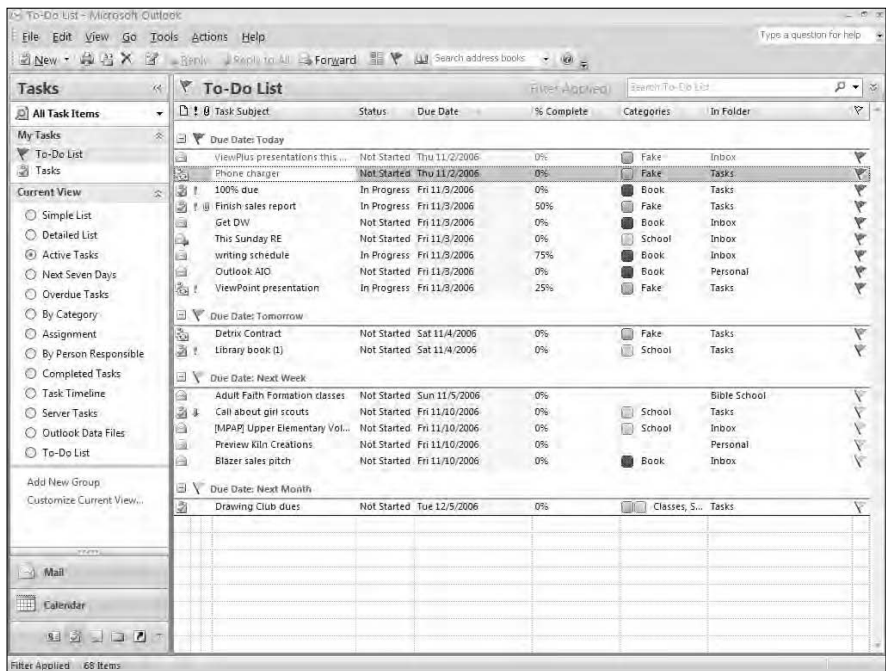 To-Do List - Microsoft Outlook
File Edit View Go Tools Actions Help Type a question for help
New Reply Reply to All Forward Search address books
Tasks
All Task Items
My Tasks
To-Do List
Tasks
Current View
Simple List
Detailed List
Active Tasks
Next Seven Days
Overdue Tasks
By Category
Assignment
By Person Responsible
Completed Tasks
Task Timeline
Server Tasks
Outlook Data Files
To-Do List
Add New Group
Customize Current View...
Mail
Calendar
To-Do List (Filter Applied) Search To-Do List
! Task Subject Status Due Date % Complete Categories In Folder
Due Date: Today
ViewPlus presentations this ... Not Started Thu 11/2/2006 0% Fake Inbox
Phone charger Not Started Thu 11/2/2006 0% Fake Tasks
! 100% due In Progress Fri 11/3/2006 0% Book Tasks
! Finish sales report In Progress Fri 11/3/2006 50% Fake Tasks
Get DW Not Started Fri 11/3/2006 0% Book Inbox
This Sunday RE Not Started Fri 11/3/2006 0% School Inbox
writing schedule In Progress Fri 11/3/2006 75% Book Inbox
Outlook AIO Not Started Fri 11/3/2006 0% Book Personal
! ViewPoint presentation In Progress Fri 11/3/2006 25% Fake Tasks
Due Date: Tomorrow
Detrix Contract Not Started Sat 11/4/2006 0% Fake Tasks
! Library book (1) Not Started Sat 11/4/2006 0% School Tasks
Due Date: Next Week
Adult Faith Formation classes Not Started Sun 11/5/2006 0% Bible School
Call about girl scouts Not Started Fri 11/10/2006 0% School Tasks
[MPAP] Upper Elementary Vol... Not Started Fri 11/10/2006 0% School Inbox
Preview Kiln Creations Not Started Fri 11/10/2006 0% Personal
Blazer sales pitch Not Started Fri 11/10/2006 0% Book Inbox
Due Date: Next Month
Drawing Club dues Not Started Tue 12/5/2006 0% Classes, S... Tasks
Filter Applied 68 Items